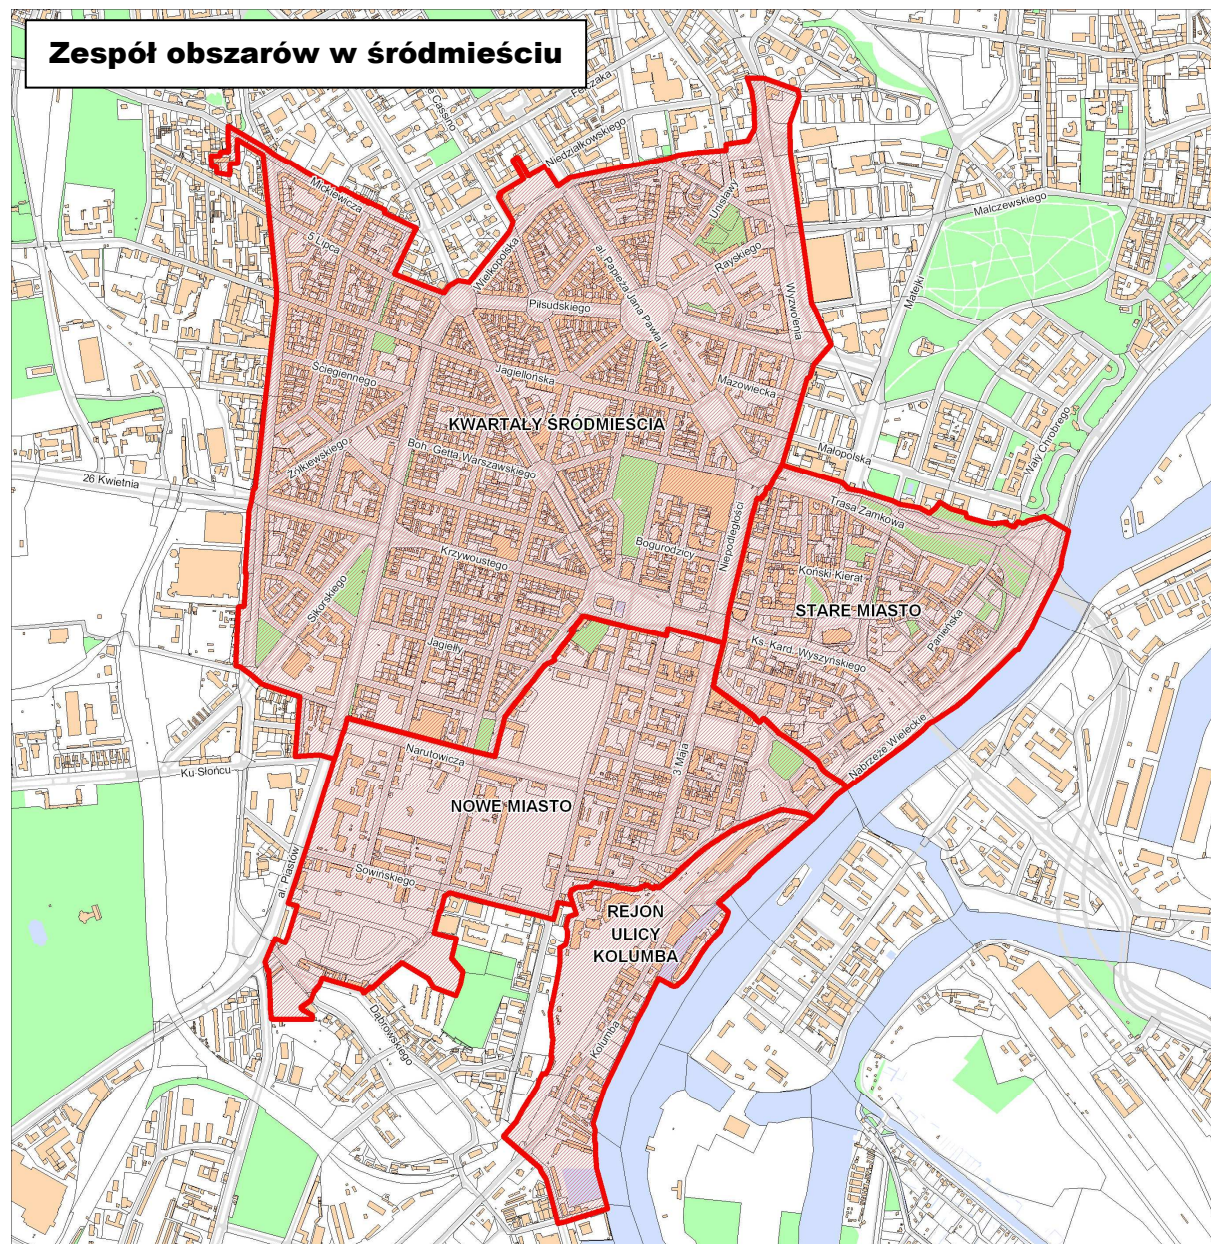 Zespół obszarów w śródmieściu
Cassino
Felczaka
Niedziałkowskiego
Mickiewicza
5 Lipca
Wielkopolska
al. Papieża Jana Pawła II
Unisławy
Rayskiego
Malczewskiego
Matejki
Wyzwolenia
Piłsudskiego
Ściegiennego
Jagiellońska
Mazowiecka
KWARTAŁY ŚRÓDMIEŚCIA
Żółkiewskiego
Boh. Getta Warszawskiego
Małopolska
Wały Chrobrego
26 Kwietnia
Trasa Zamkowa
Niepodległości
Krzywoustego
Bogurodzicy
Koński Kierat
Sikorskiego
STARE MIASTO
Panieńska
Jagiełły
Ks. Kard. Wyszyńskiego
Nabrzeże Wieleckie
3 Maja
Narutowicza
Ku Słońcu
NOWE MIASTO
al. Piastów
Sowińskiego
REJON
ULICY
KOLUMBA
Dąbrowskiego
Kolumba